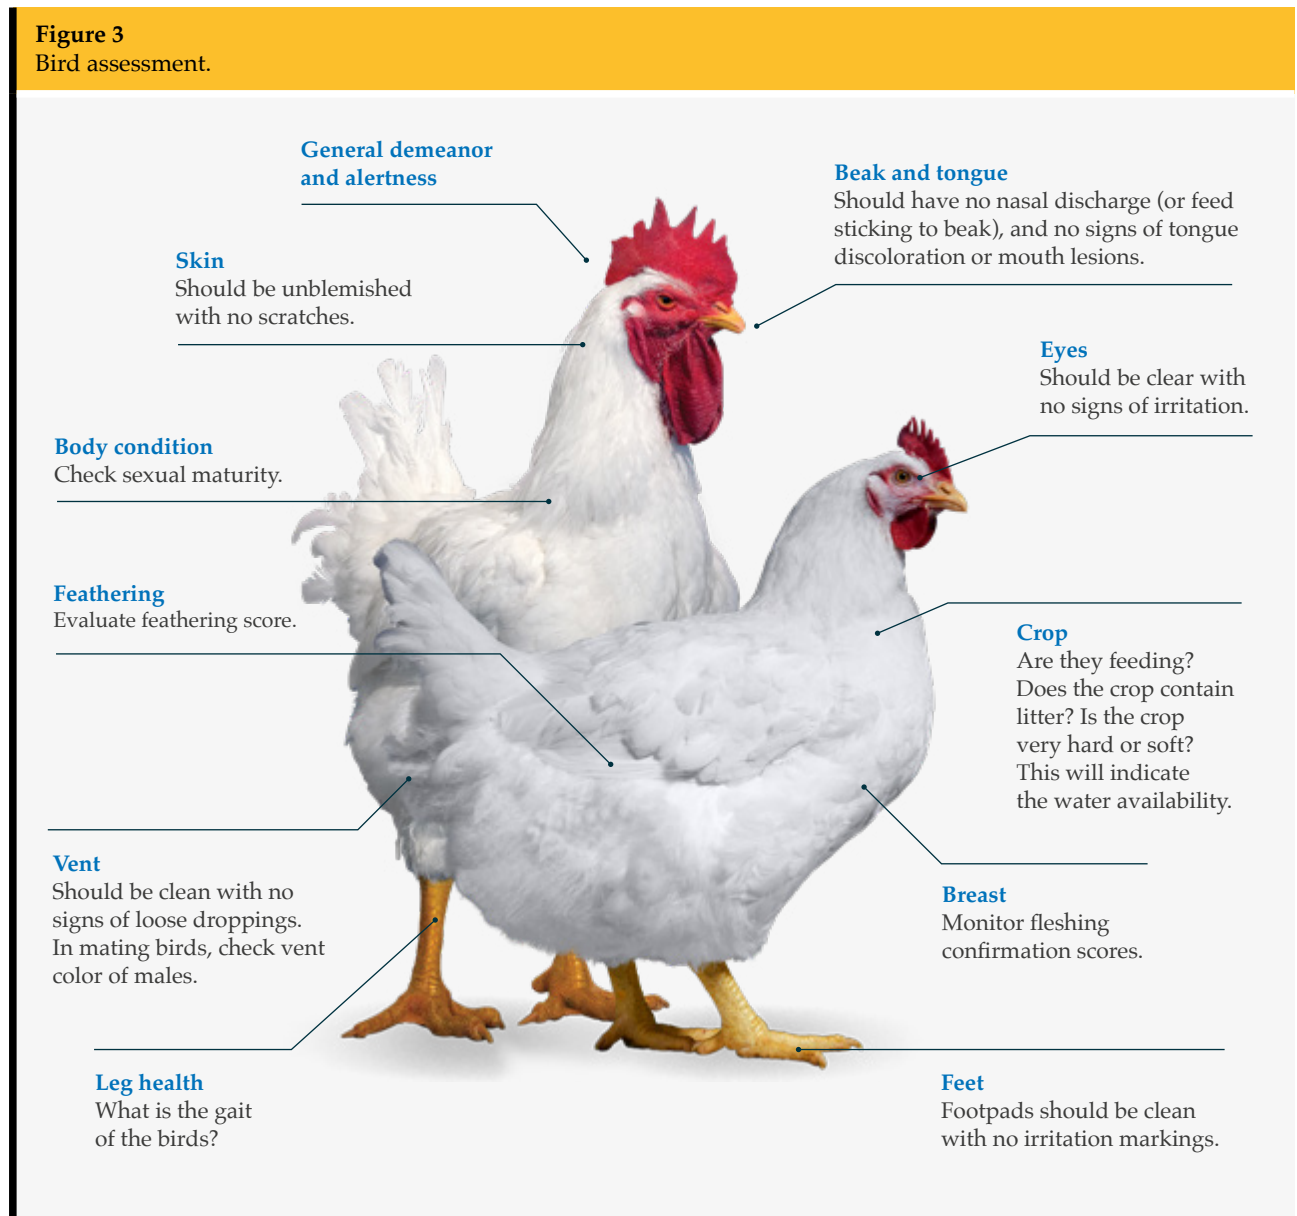 Figure 3
Bird assessment.
General demeanor
and alertness
Beak and tongue
Should have no nasal discharge (or feed
sticking to beak), and no signs of tongue
discoloration or mouth lesions.
Skin
Should be unblemished
with no scratches.
Eyes
Should be clear with
no signs of irritation.
Body condition
Check sexual maturity.
Feathering
Evaluate feathering score.
Crop
Are they feeding?
Does the crop contain
litter? Is the crop
very hard or soft?
This will indicate
the water availability.
Vent
Should be clean with no
signs of loose droppings.
In mating birds, check vent
color of males.
Breast
Monitor fleshing
confirmation scores.
Leg health
What is the gait
of the birds?
Feet
Footpads should be clean
with no irritation markings.